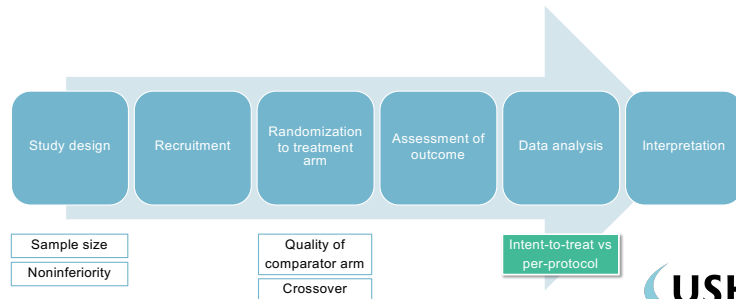 Study design
Recruitment
Randomization
to treatment
arm
Assessment of
outcome
Data analysis
Interpretation
Sample size
Noninferiority
Quality of
comparator arm
Crossover
Intent-to-treat vs
per-protocol